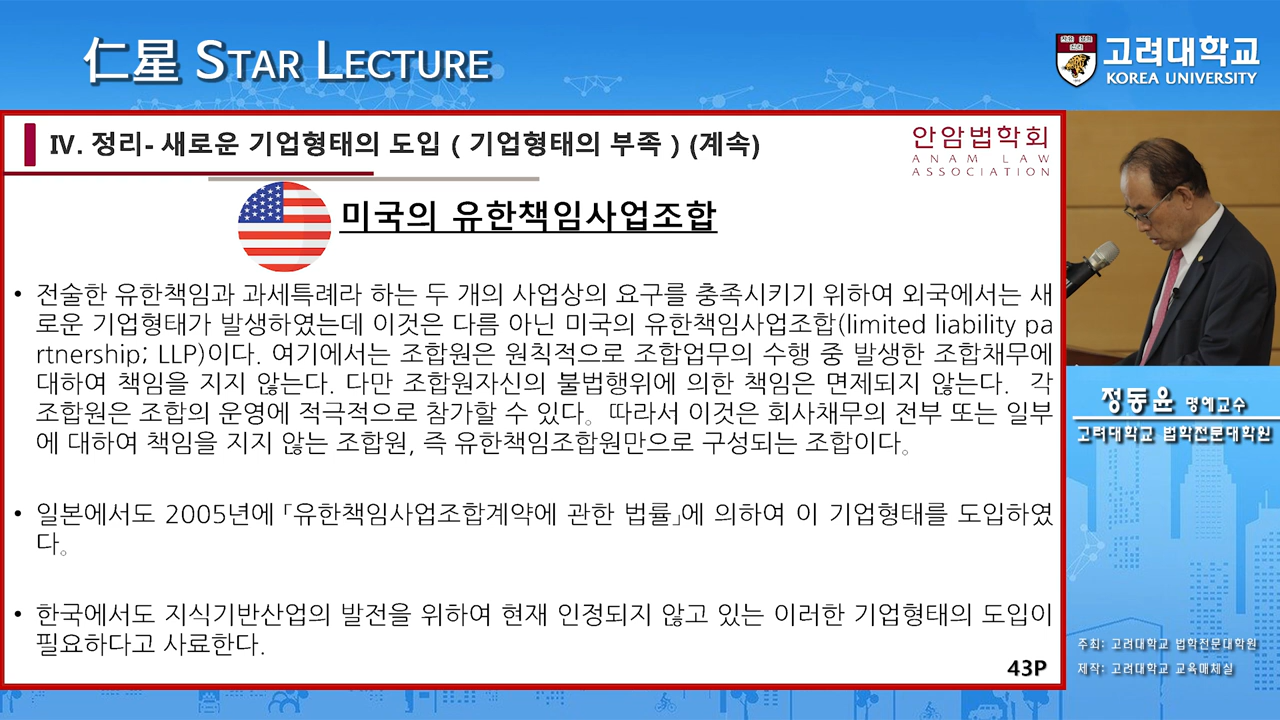 仁星 STAR LECTURE
고려대학교
KOREA UNIVERSITY
Ⅳ. 정리- 새로운 기업형태의 도입 ( 기업형태의 부족 ) (계속)
안암법학회
ANAM LAW
ASSOCIATION
미국의 유한책임사업조합
• 전술한 유한책임과 과세특례라 하는 두 개의 사업상의 요구를 충족시키기 위하여 외국에서는 새
로운 기업형태가 발생하였는데 이것은 다름 아닌 미국의 유한책임사업조합(limited liability pa
rtnership; LLP)이다. 여기에서는 조합원은 원칙적으로 조합업무의 수행 중 발생한 조합채무에
대하여 책임을 지지 않는다. 다만 조합원자신의 불법행위에 의한 책임은 면제되지 않는다. 각
조합원은 조합의 운영에 적극적으로 참가할 수 있다。 따라서 이것은 회사채무의 전부 또는 일부
에 대하여 책임을 지지 않는 조합원, 즉 유한책임조합원만으로 구성되는 조합이다。
• 일본에서도 2005년에 ｢유한책임사업조합계약에 관한 법률｣에 의하여 이 기업형태를 도입하였
다。
• 한국에서도 지식기반산업의 발전을 위하여 현재 인정되지 않고 있는 이러한 기업형태의 도입이
필요하다고 사료한다.
43P
정동윤 명예교수
고려대학교 법학전문대학원
주최: 고려대학교 법학전문대학원
제작: 고려대학교 교육매체실